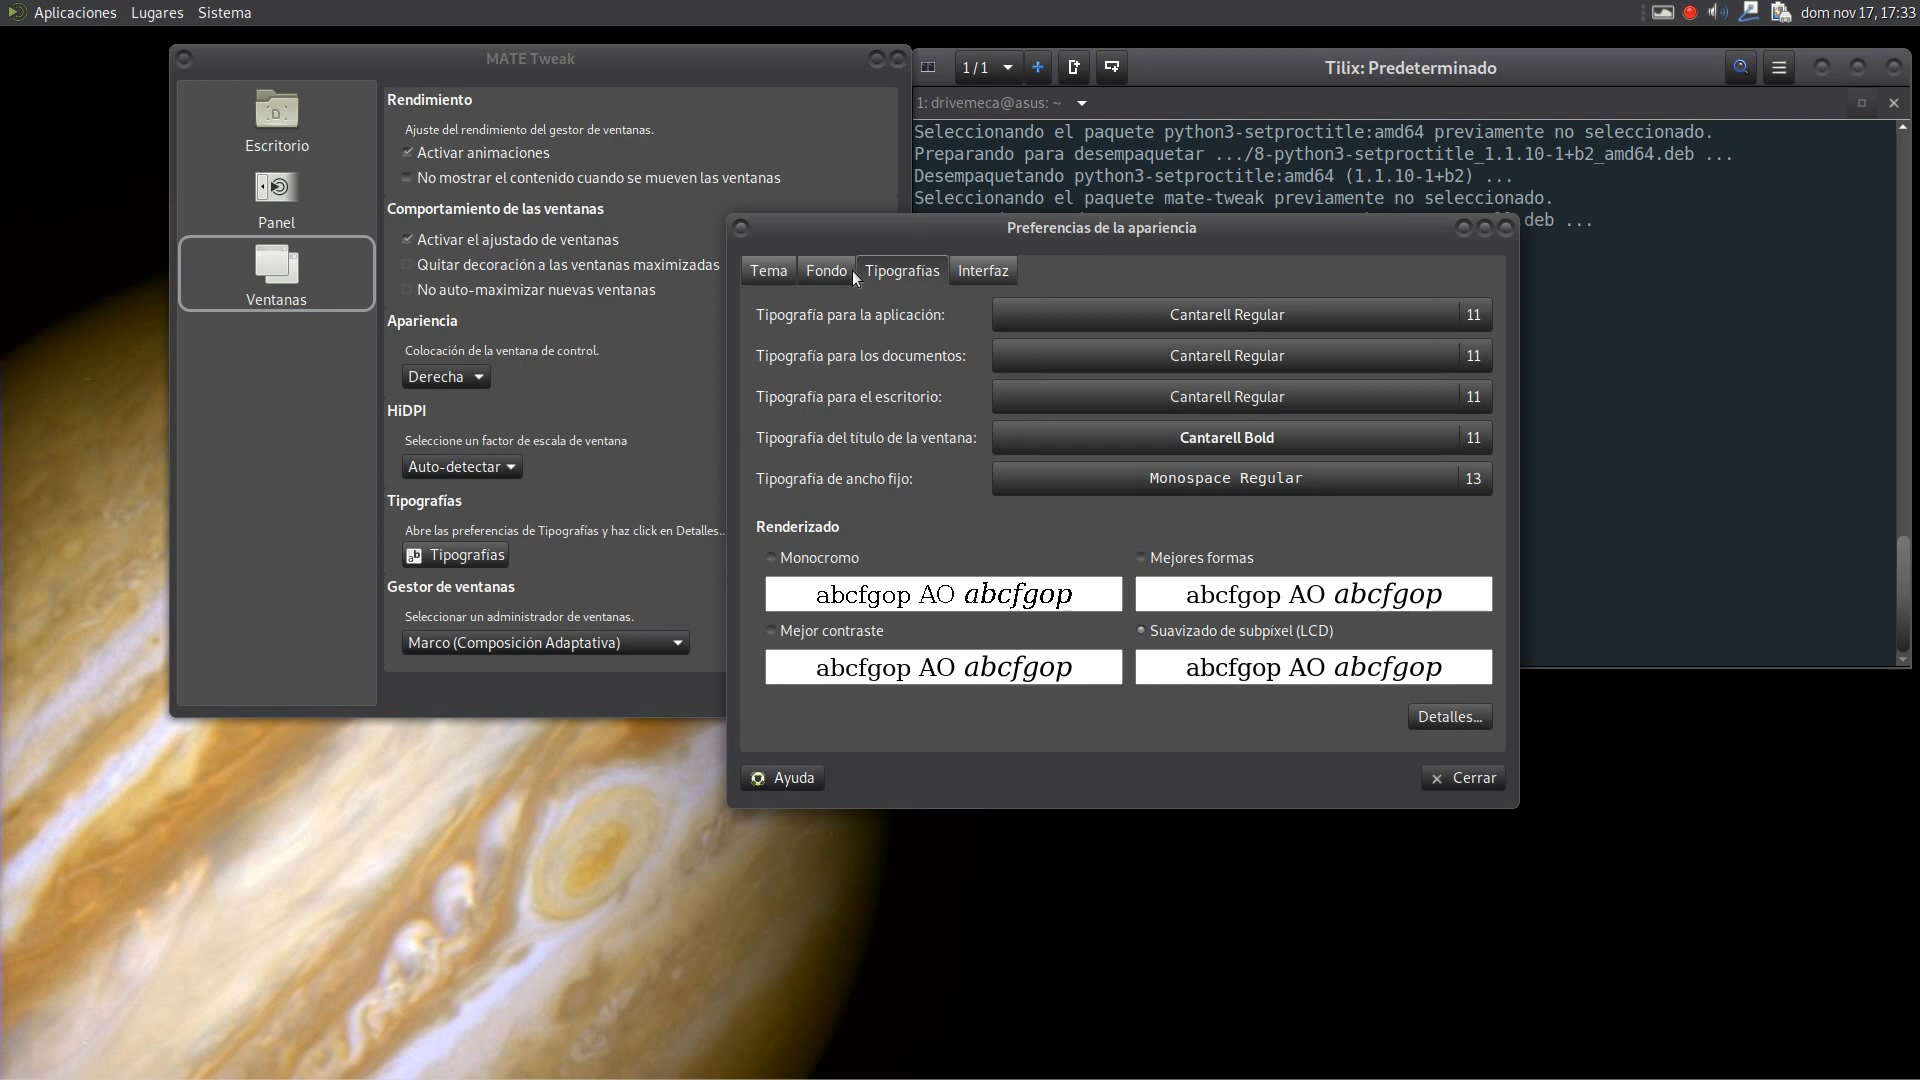 Aplicaciones Lugares Sistema
dom nov 17, 17:33
MATE Tweak
Escritorio
Panel
Ventanas
Rendimiento
Ajuste del rendimiento del gestor de ventanas.
Activar animaciones
No mostrar el contenido cuando se mueven las ventanas
Comportamiento de las ventanas
Activar el ajustado de ventanas
Quitar decoración a las ventanas maximizadas
No auto-maximizar nuevas ventanas
Apariencia
Colocación de la ventana de control.
Derecha
HiDPI
Seleccione un factor de escala de ventana
Auto-detectar
Tipografías
Abre las preferencias de Tipografías y haz click en Detalles..
Tipografías
Gestor de ventanas
Seleccionar un administrador de ventanas.
Marco (Composición Adaptativa)
1 / 1
Tilix: Predeterminado
1: drivemeca@asus: ~
Seleccionando el paquete python3-setproctitle:amd64 previamente no seleccionado.
Preparando para desempaquetar .../8-python3-setproctitle_1.1.10-1+b2_amd64.deb ...
Desempaquetando python3-setproctitle:amd64 (1.1.10-1+b2) ...
Seleccionando el paquete mate-tweak previamente no seleccionado.
.deb ...
Preferencias de la apariencia
Tema Fondo Tipografías Interfaz
Tipografía para la aplicación: Cantarell Regular 11
Tipografía para los documentos: Cantarell Regular 11
Tipografía para el escritorio: Cantarell Regular 11
Tipografía del título de la ventana: Cantarell Bold 11
Tipografía de ancho fijo: Monospace Regular 13
Renderizado
Monocromo Mejores formas
abcfgop AO abcfgop abcfgop AO abcfgop
Mejor contraste Suavizado de subpíxel (LCD)
abcfgop AO abcfgop abcfgop AO abcfgop
Detalles...
Ayuda Cerrar